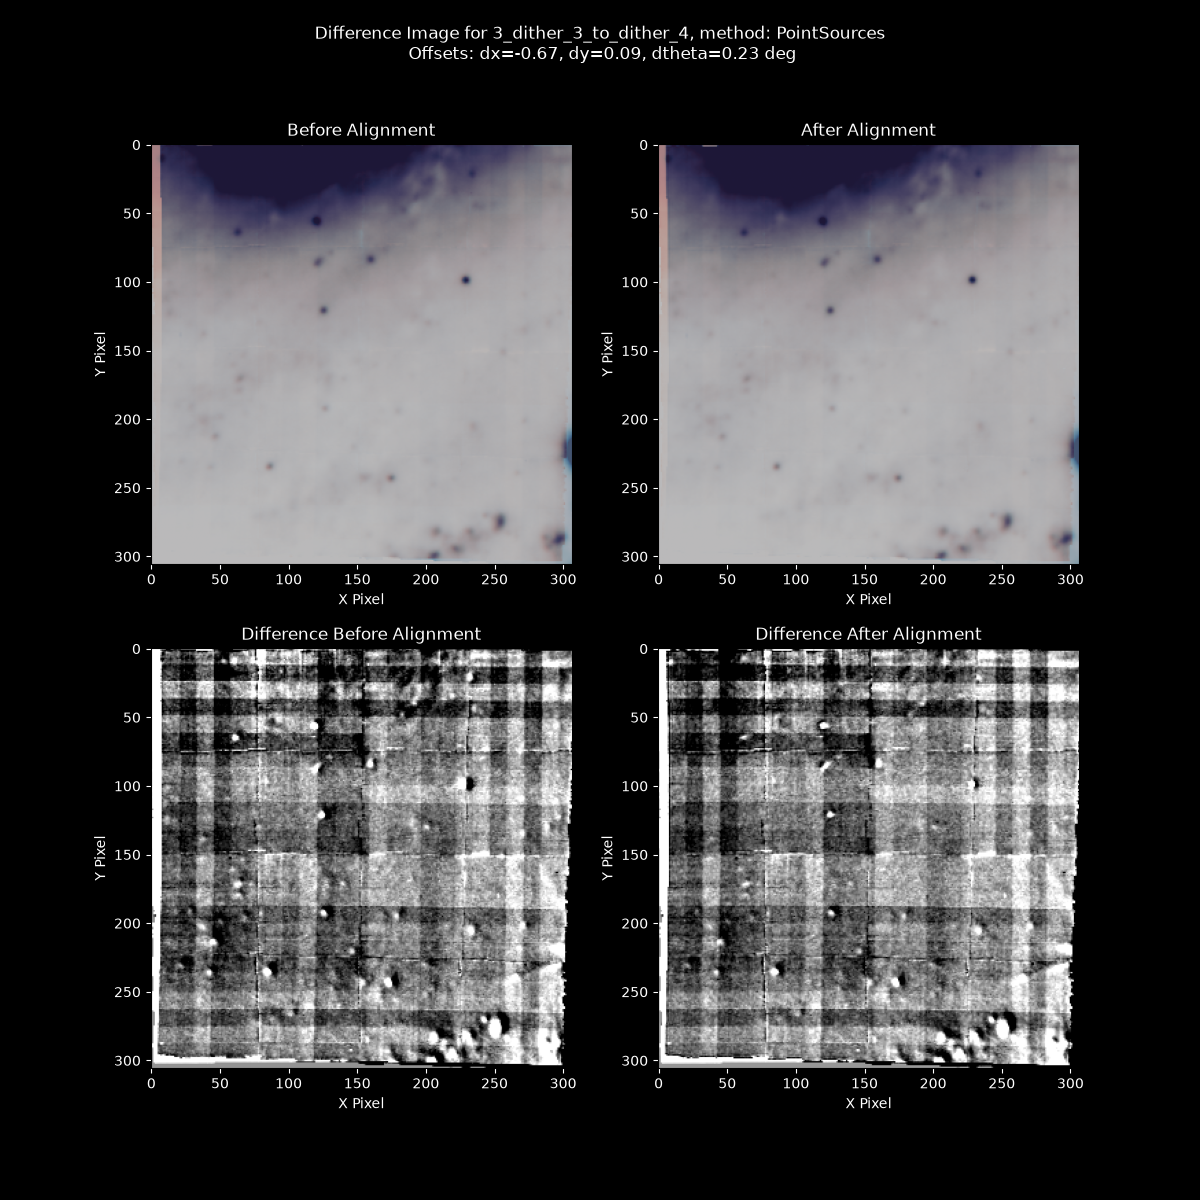 Difference Image for 3_dither_3_to_dither_4, method: PointSources
Offsets: dx=-0.67, dy=0.09, dtheta=0.23 deg
Before Alignment
0
50
100
150
200
250
300
Y Pixel
0 50 100 150 200 250 300
X Pixel
After Alignment
0
50
100
150
200
250
300
Y Pixel
0 50 100 150 200 250 300
X Pixel
Difference Before Alignment
0
50
100
150
200
250
300
Y Pixel
0 50 100 150 200 250 300
X Pixel
Difference After Alignment
0
50
100
150
200
250
300
Y Pixel
0 50 100 150 200 250 300
X Pixel